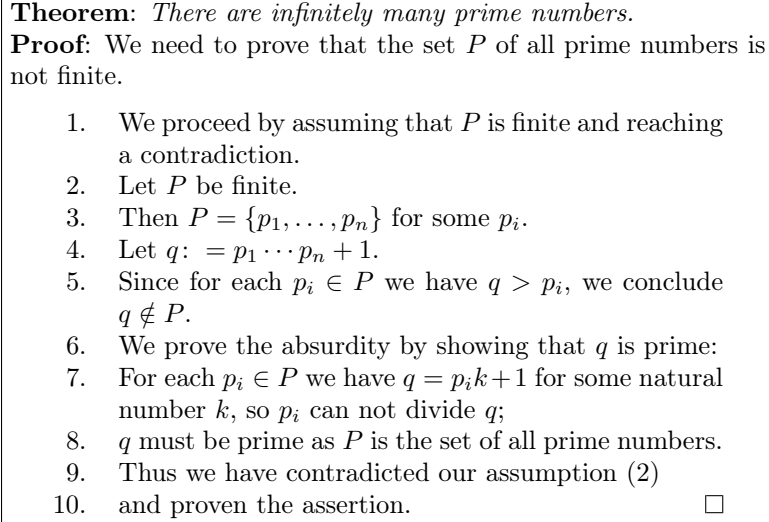 Theorem: There are infinitely many prime numbers.
Proof: We need to prove that the set P of all prime numbers is
not finite.
1. We proceed by assuming that P is finite and reaching
a contradiction.
2. Let P be finite.
3. Then P = {p₁, . . . , pₙ} for some pᵢ.
4. Let q: = p₁ ··· pₙ + 1.
5. Since for each pᵢ ∈ P we have q > pᵢ, we conclude
q ∉ P.
6. We prove the absurdity by showing that q is prime:
7. For each pᵢ ∈ P we have q = pᵢk+1 for some natural
number k, so pᵢ can not divide q;
8. q must be prime as P is the set of all prime numbers.
9. Thus we have contradicted our assumption (2)
10. and proven the assertion. □